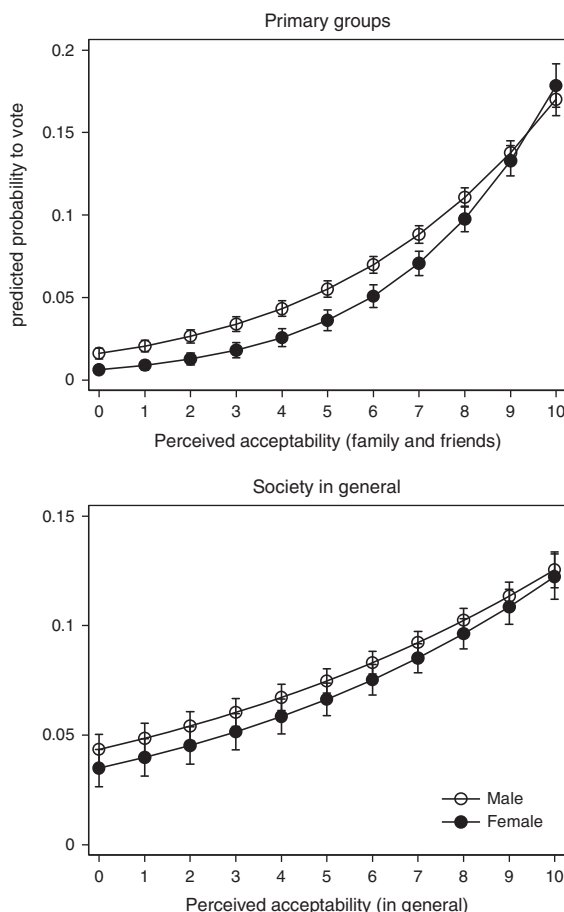 Primary groups
0.2
0.15
0.1
0.05
0
predicted probability to vote
0 1 2 3 4 5 6 7 8 9 10
Perceived acceptability (family and friends)
Society in general
0.15
0.1
0.05
0
Male
Female
0 1 2 3 4 5 6 7 8 9 10
Perceived acceptability (in general)